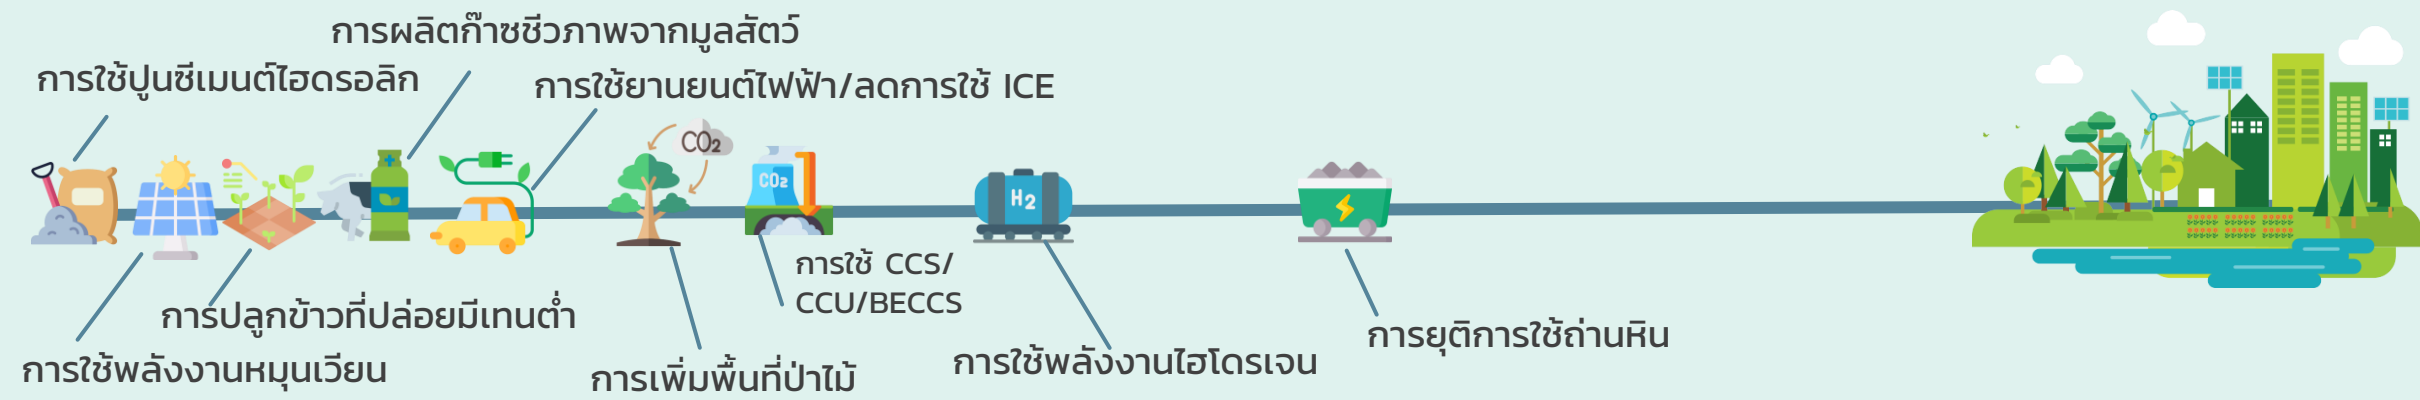 การผลิตก๊าซชีวภาพจากมูลสัตว์
การใช้ปูนซีเมนต์ไฮดรอลิก
การใช้ยานยนต์ไฟฟ้า/ลดการใช้ ICE
CO₂
CO₂
H₂
การใช้ CCS/
CCU/BECCS
การปลูกข้าวที่ปล่อยมีเทนต่ำ
การยุติการใช้ถ่านหิน
การใช้พลังงานไฮโดรเจน
การใช้พลังงานหมุนเวียน
การเพิ่มพื้นที่ป่าไม้